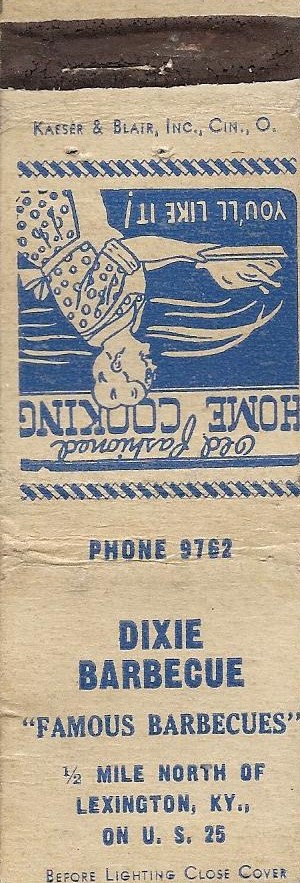 KAESER & BLAIR, INC., CIN., O.
Old Fashioned
HOME COOKING
YOU'LL LIKE IT!
PHONE 9762
DIXIE
BARBECUE
"FAMOUS BARBECUES"
½ MILE NORTH OF
LEXINGTON, KY.,
ON U. S. 25
BEFORE LIGHTING CLOSE COVER